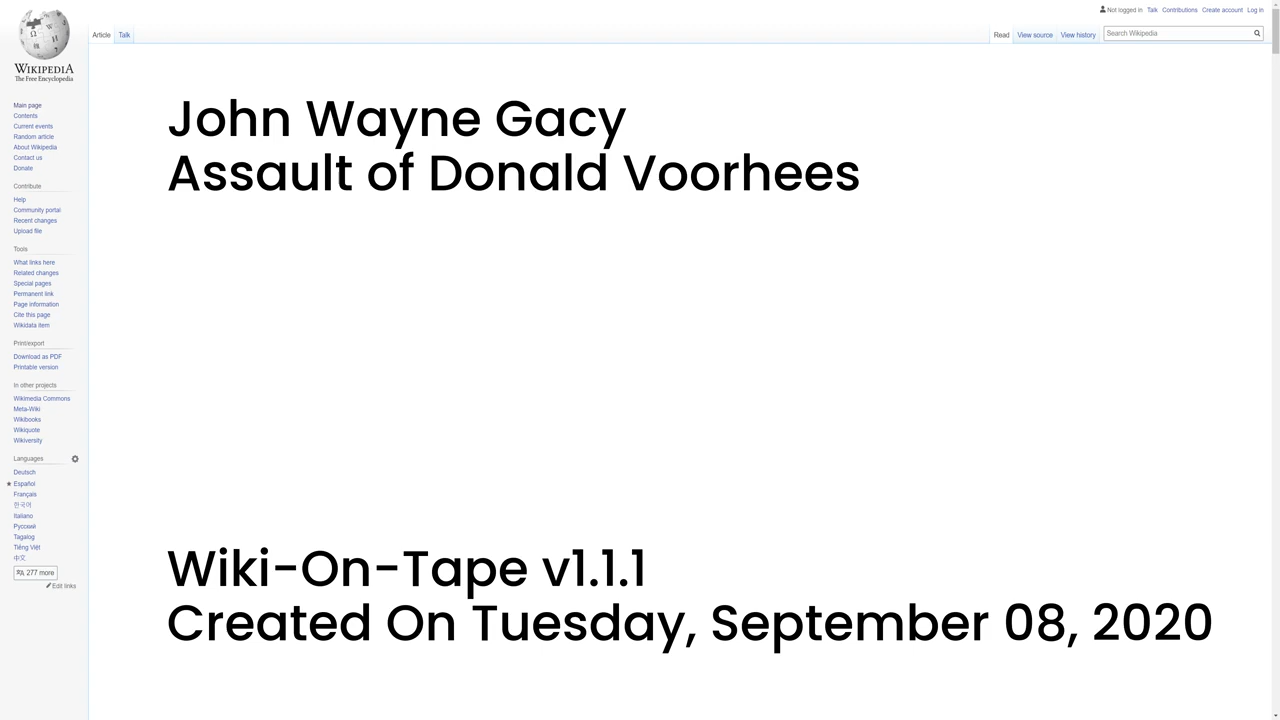 Not logged in Talk Contributions Create account Log in
Article Talk Read View source View history Search Wikipedia
WIKIPEDIA
The Free Encyclopedia
Main page
Contents
Current events
Random article
About Wikipedia
Contact us
Donate
Contribute
Help
Community portal
Recent changes
Upload file
Tools
What links here
Related changes
Special pages
Permanent link
Page information
Cite this page
Wikidata item
Print/export
Download as PDF
Printable version
In other projects
Wikimedia Commons
Meta-Wiki
Wikibooks
Wikiquote
Wikiversity
Languages
Deutsch
Español
Français
한국어
Italiano
Русский
Tagalog
Tiếng Việt
中文
277 more
Edit links
John Wayne Gacy
Assault of Donald Voorhees
Wiki-On-Tape v1.1.1
Created On Tuesday, September 08, 2020